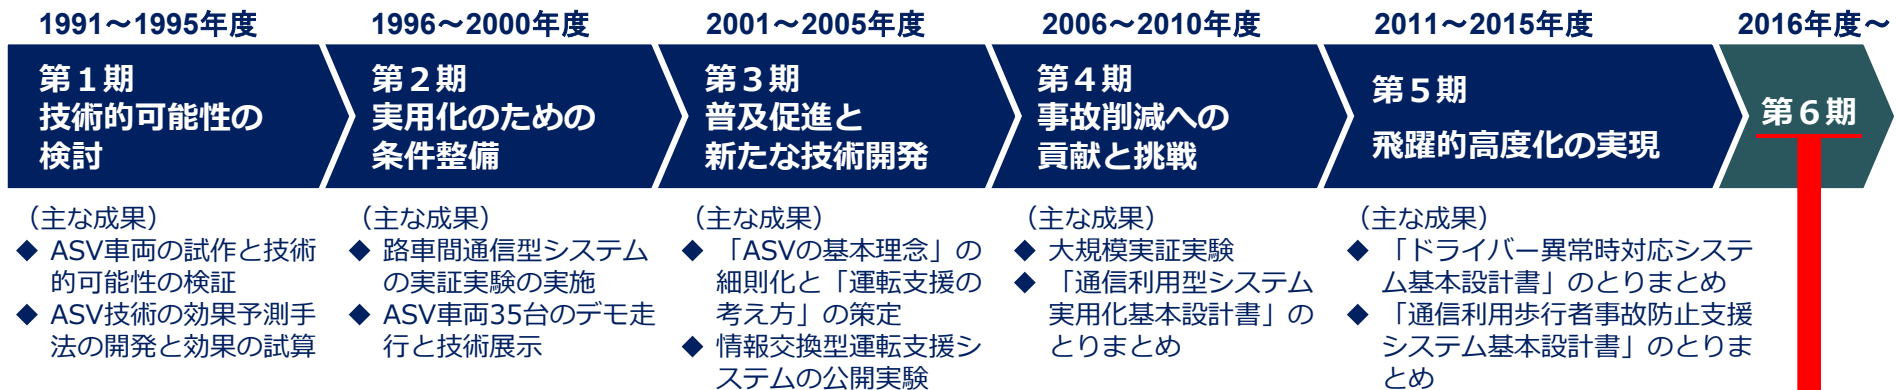 1991～1995年度
1996～2000年度
2001～2005年度
2006～2010年度
2011～2015年度
2016年度～
第１期
技術的可能性の
検討
第２期
実用化のための
条件整備
第３期
普及促進と
新たな技術開発
第４期
事故削減への
貢献と挑戦
第５期
飛躍的高度化の実現
第６期
（主な成果）
◆ ASV車両の試作と技術
的可能性の検証
◆ ASV技術の効果予測手
法の開発と効果の試算
（主な成果）
◆ 路車間通信型システム
の実証実験の実施
◆ ASV車両35台のデモ走
行と技術展示
（主な成果）
◆ 「ASVの基本理念」の
細則化と「運転支援の
考え方」の策定
◆ 情報交換型運転支援シ
ステムの公開実験
（主な成果）
◆ 大規模実証実験
◆ 「通信利用型システム
実用化基本設計書」の
とりまとめ
（主な成果）
◆ 「ドライバー異常時対応システ
ム基本設計書」のとりまとめ
◆ 「通信利用歩行者事故防止支援
システム基本設計書」のとりま
とめ